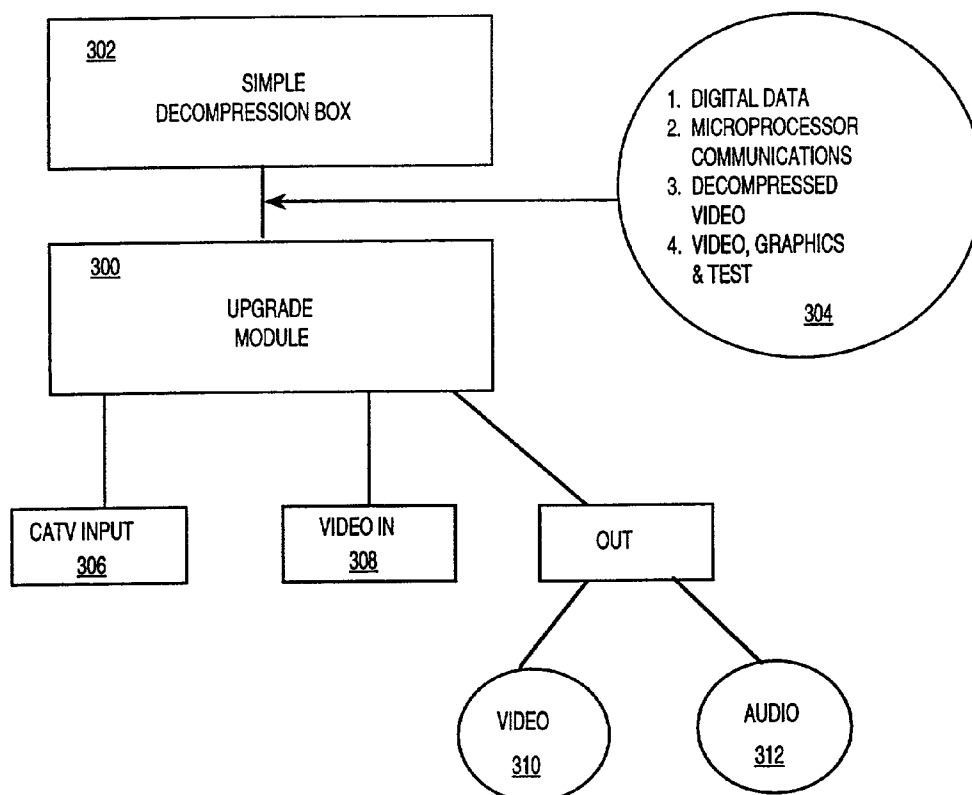 302
SIMPLE
DECOMPRESSION BOX
1. DIGITAL DATA
2. MICROPROCESSOR
COMMUNICATIONS
3. DECOMPRESSED
VIDEO
4. VIDEO, GRAPHICS
& TEST
304
300
UPGRADE
MODULE
CATV INPUT
306
VIDEO IN
308
OUT
VIDEO
310
AUDIO
312